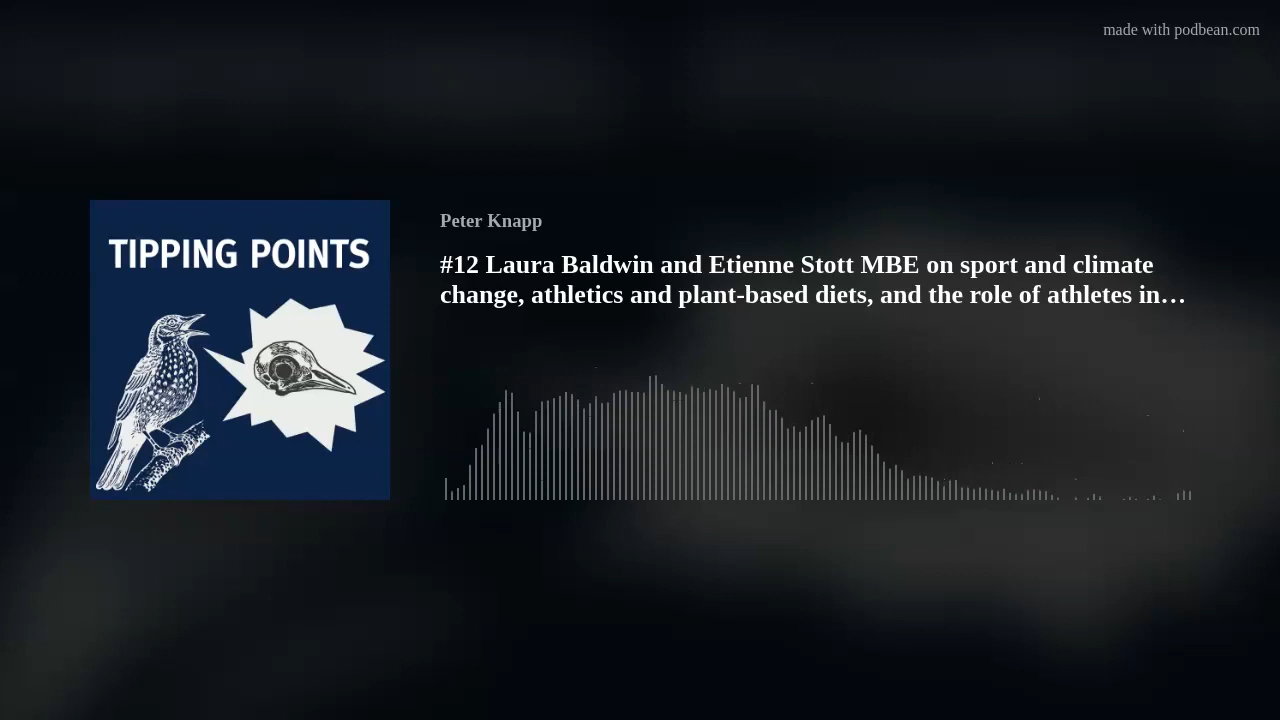 made with podbean.com
TIPPING POINTS
Peter Knapp
#12 Laura Baldwin and Etienne Stott MBE on sport and climate
change, athletics and plant-based diets, and the role of athletes in…